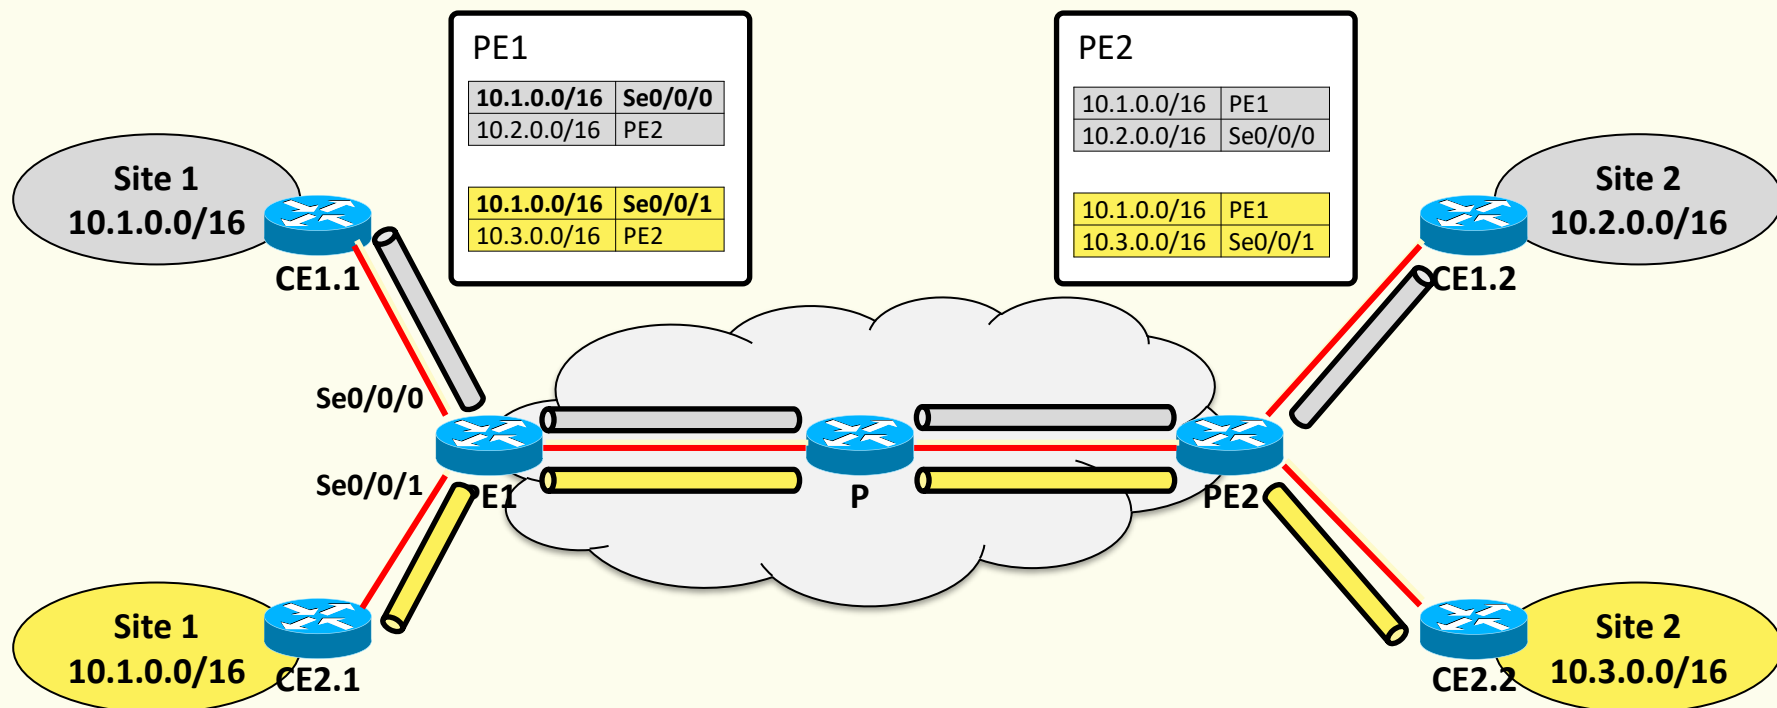 PE1
10.1.0.0/16 Se0/0/0
10.2.0.0/16 PE2
10.1.0.0/16 Se0/0/1
10.3.0.0/16 PE2
PE2
10.1.0.0/16 PE1
10.2.0.0/16 Se0/0/0
10.1.0.0/16 PE1
10.3.0.0/16 Se0/0/1
Site 1
10.1.0.0/16
CE1.1
Site 2
10.2.0.0/16
CE1.2
Se0/0/0
Se0/0/1
PE1
P
PE2
Site 1
10.1.0.0/16
CE2.1
Site 2
10.3.0.0/16
CE2.2